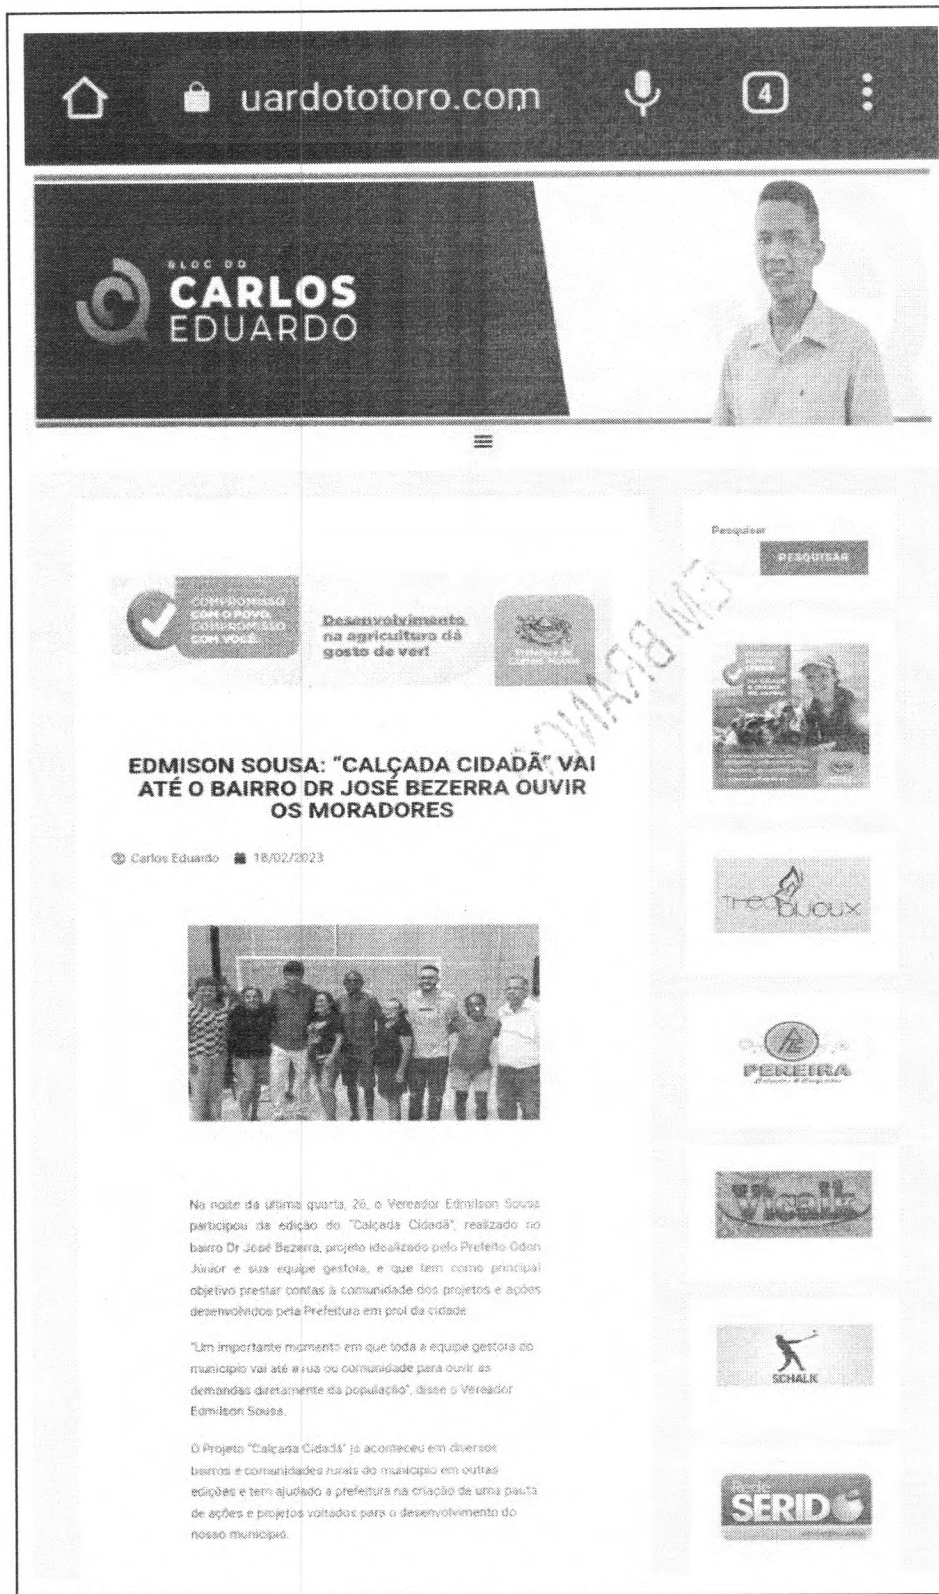 uardototoro.com
4
BLOG DO
CARLOS
EDUARDO
Pesquisar
PESQUISAR
COMPROMISSO
COM O POVO,
COMPROMISSO
COM VOCÊ.
Desenvolvimento
na agricultura dá
gosto de ver!
EM BRANCO
EDMISON SOUSA: “CALÇADA CIDADÔ VAI
ATÉ O BAIRRO DR JOSÉ BEZERRA OUVIR
OS MORADORES
Carlos Eduardo 18/02/2023
Na noite da última quarta, 26, o Vereador Edmilson Sousa
participou da edição do "Calçada Cidadã", realizado no
bairro Dr José Bezerra, projeto idealizado pelo Prefeito Odon
Júnior e sua equipe gestora, e que tem como principal
objetivo prestar contas à comunidade dos projetos e ações
desenvolvidos pela Prefeitura em prol da cidade.
"Um importante momento em que toda a equipe gestora do
município vai até a rua ou comunidade para ouvir as
demandas diretamente da população", disse o Vereador
Edmilson Sousa.
O Projeto "Calçada Cidadã" já aconteceu em diversos
bairros e comunidades rurais do município em outras
edições e tem ajudado a prefeitura na criação de uma pauta
de ações e projetos voltados para o desenvolvimento do
nosso município.
BIJOUX
PEREIRA
Vicalk
SCHALK
Rede
SERIDÓ